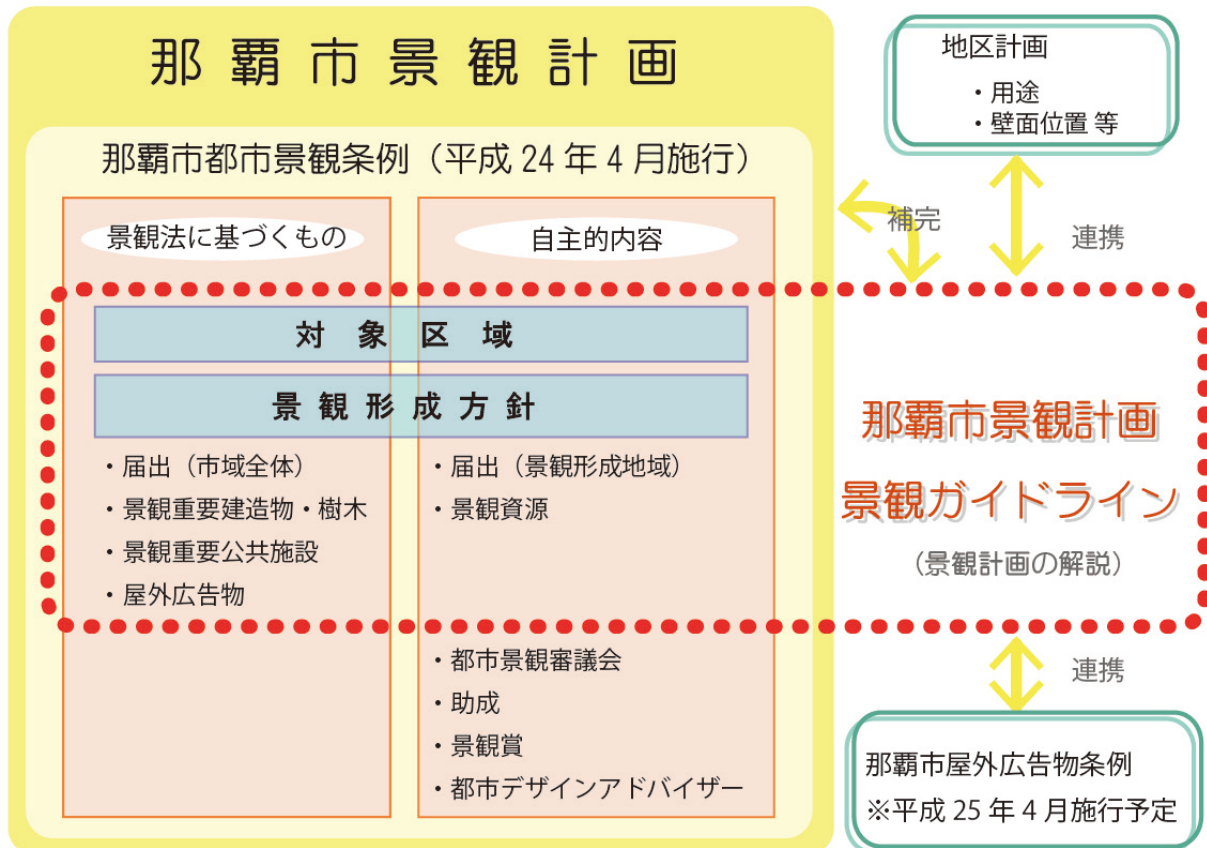 那覇市景観計画
那覇市都市景観条例（平成 24 年 4 月施行）
景観法に基づくもの
自主的内容
対象区域
景観形成方針
・届出（市域全体）
・景観重要建造物・樹木
・景観重要公共施設
・屋外広告物
・届出（景観形成地域）
・景観資源
・都市景観審議会
・助成
・景観賞
・都市デザインアドバイザー
地区計画
・用途
・壁面位置 等
補完
連携
那覇市景観計画
景観ガイドライン
（景観計画の解説）
連携
那覇市屋外広告物条例
※平成 25 年 4 月施行予定